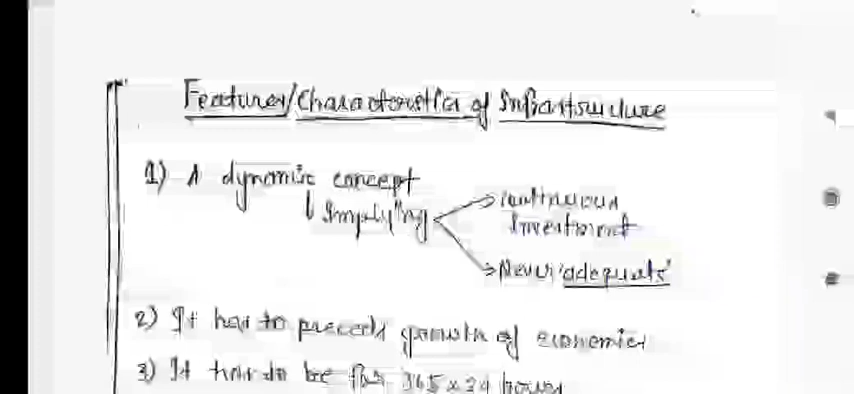 Features/Characteristics of Infrastructure
1) A dynamic concept
Implying
→ continuous
Investment
→ Never 'adequate'
2) It has to precede growth of economies
3) It has to be for 365 x 24 hours